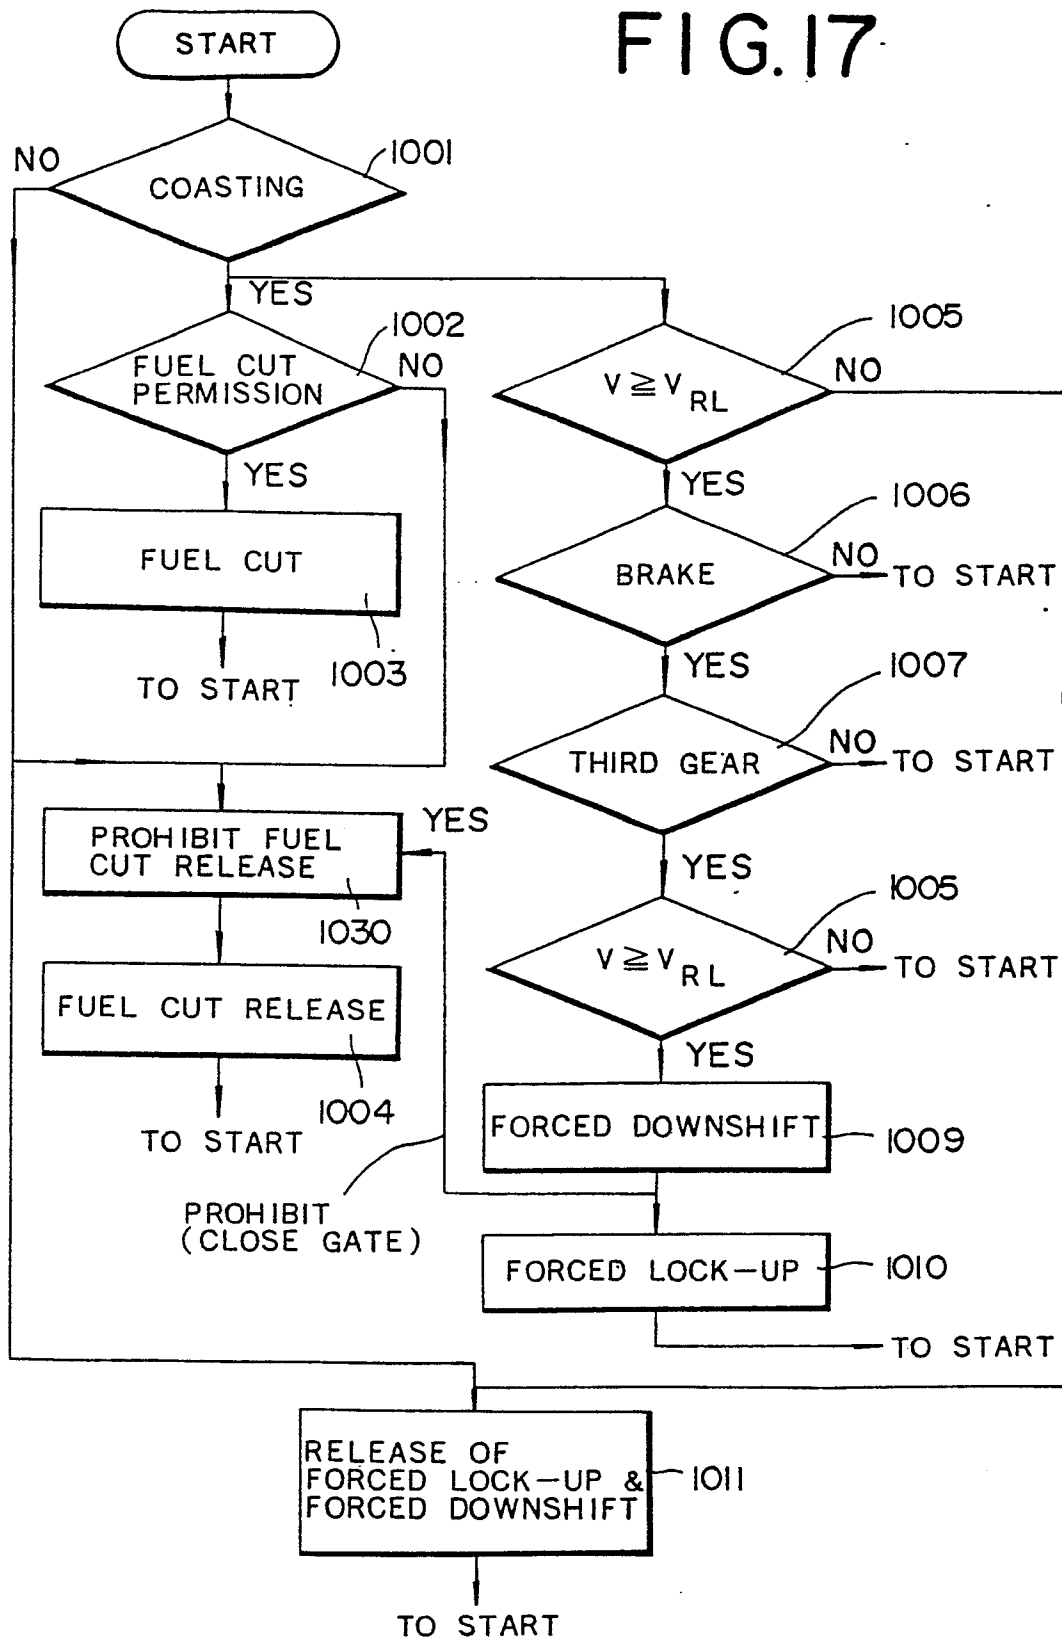 FIG.17
START
NO
1001
COASTING
YES
1002
FUEL CUT
PERMISSION
NO
1005
V ≧ V RL
NO
YES
FUEL CUT
1003
TO START
YES
1006
BRAKE
NO
TO START
YES
1007
THIRD GEAR
NO
TO START
YES
1005
V ≧ V RL
NO
TO START
YES
PROHIBIT FUEL
CUT RELEASE
YES
1030
FUEL CUT RELEASE
1004
TO START
FORCED DOWNSHIFT
1009
PROHIBIT
(CLOSE GATE)
FORCED LOCK-UP
1010
TO START
RELEASE OF
FORCED LOCK-UP &
FORCED DOWNSHIFT
1011
TO START